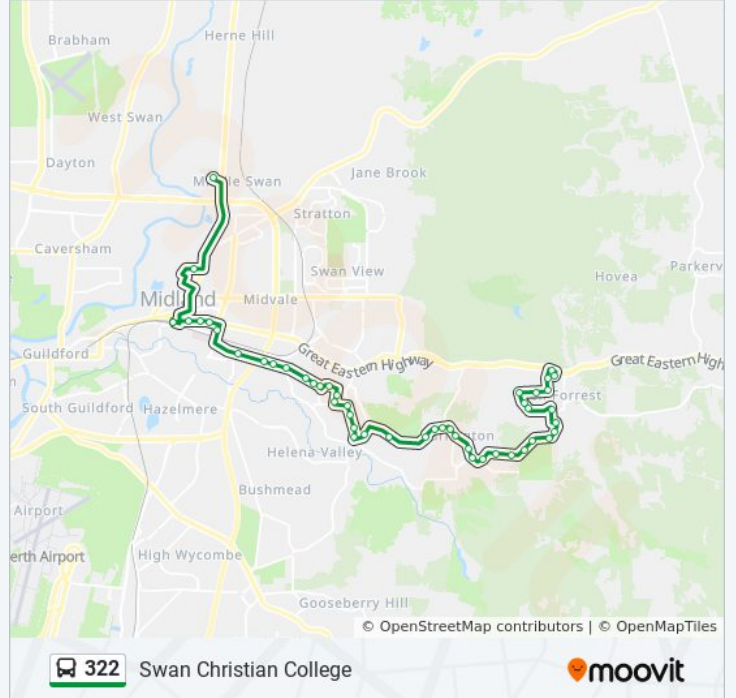 Brabham
Herne Hill
West Swan
Dayton
Jane Brook
Stratton
Caversham
Swan View
Hovea
Parkerv
Midland
Midvale
Great Eastern Highway
Great Eastern High
Guildford
Forrest
South Guildford
Hazelmere
Helena Valley
Bushmead
Airport
erth Airport
High Wycombe
Gooseberry Hill
© OpenStreetMap contributors | © OpenMapTiles
322 Swan Christian College
moovit